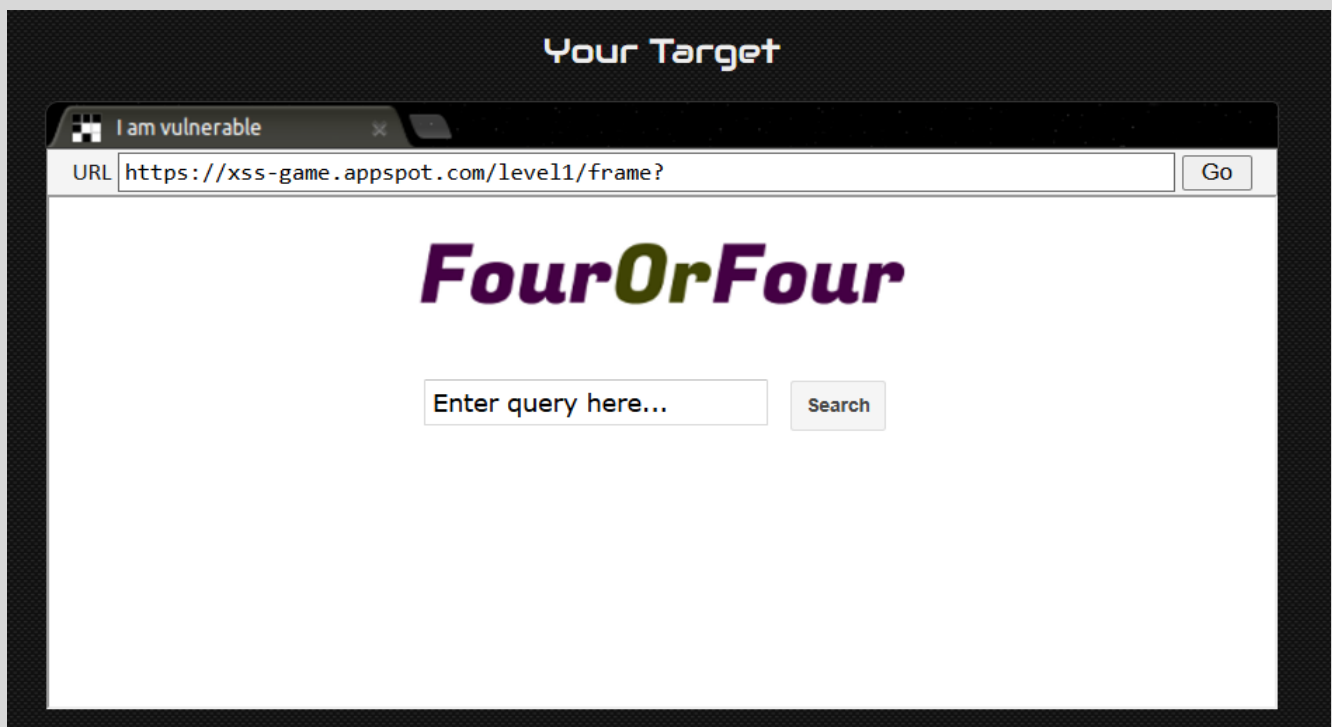 Your Target
I am vulnerable
URL https://xss-game.appspot.com/level1/frame? Go
FourOrFour
Enter query here... Search